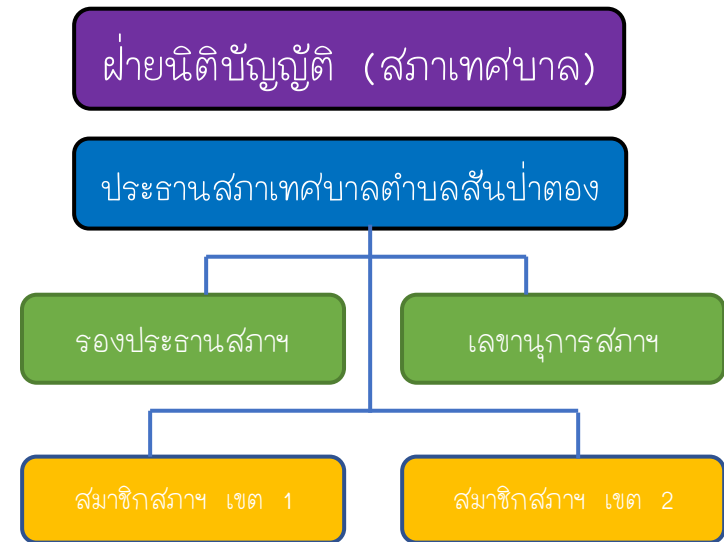 ฝ่ายนิติบัญญัติ (สภาเทศบาล)
ประธานสภาเทศบาลตำบลสันป่าตอง
รองประธานสภาฯ
เลขานุการสภาฯ
สมาชิกสภาฯ เขต 1
สมาชิกสภาฯ เขต 2